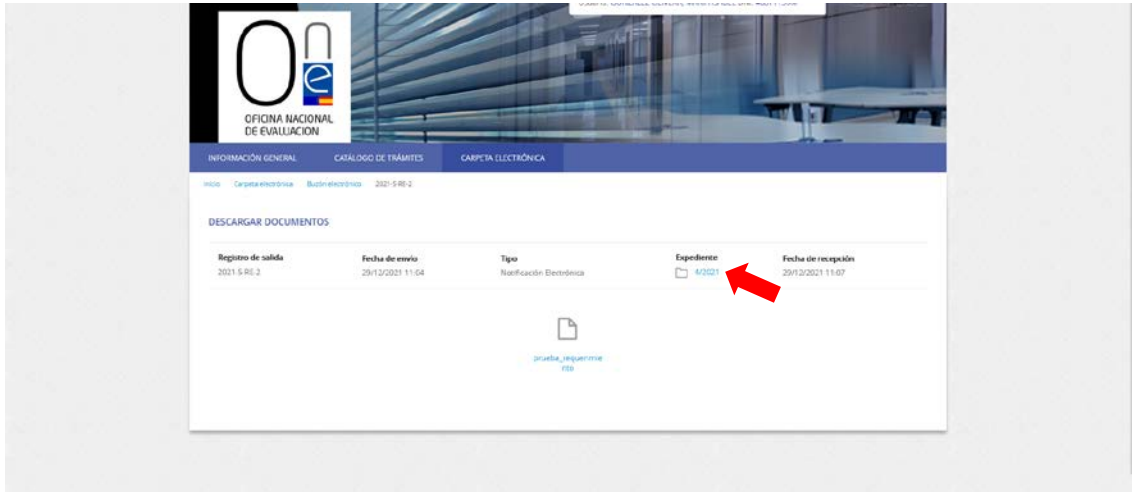 OFICINA NACIONAL
DE EVALUACION
INFORMACIÓN GENERAL CATÁLOGO DE TRÁMITES CARPETA ELECTRÓNICA
Inicio Carpeta electrónica Buzón electrónico 2021-S-RE-2
DESCARGAR DOCUMENTOS
Registro de salida Fecha de envío Tipo Expediente Fecha de recepción
2021-S-RE-2 29/12/2021 11:04 Notificación Electrónica 4/2021 29/12/2021 11:07
prueba_requerimie
nto